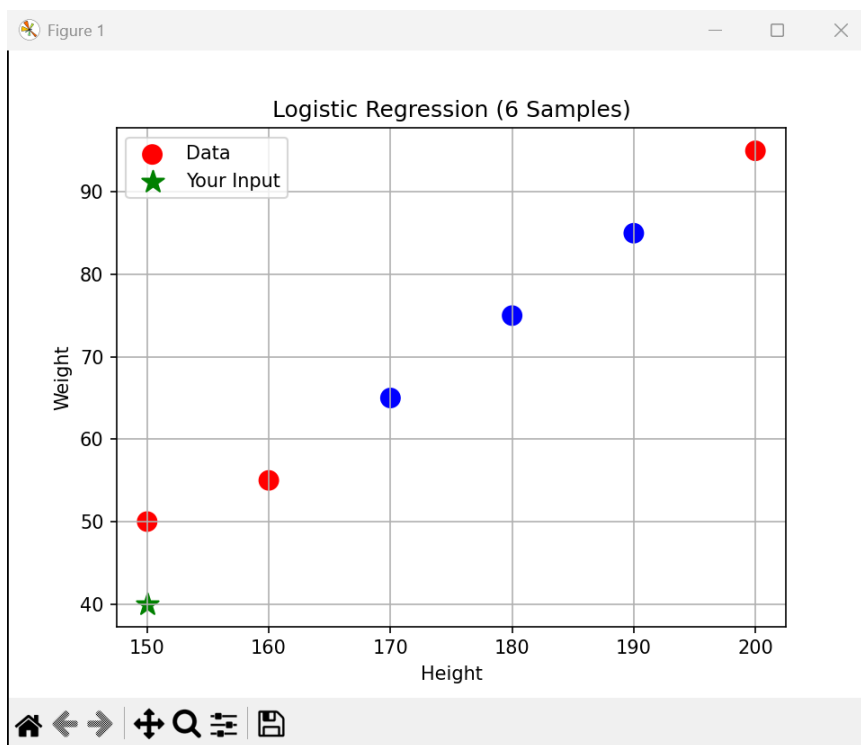 Figure 1
Logistic Regression (6 Samples)
Data
Your Input
90
80
70
60
50
40
Weight
150 160 170 180 190 200
Height